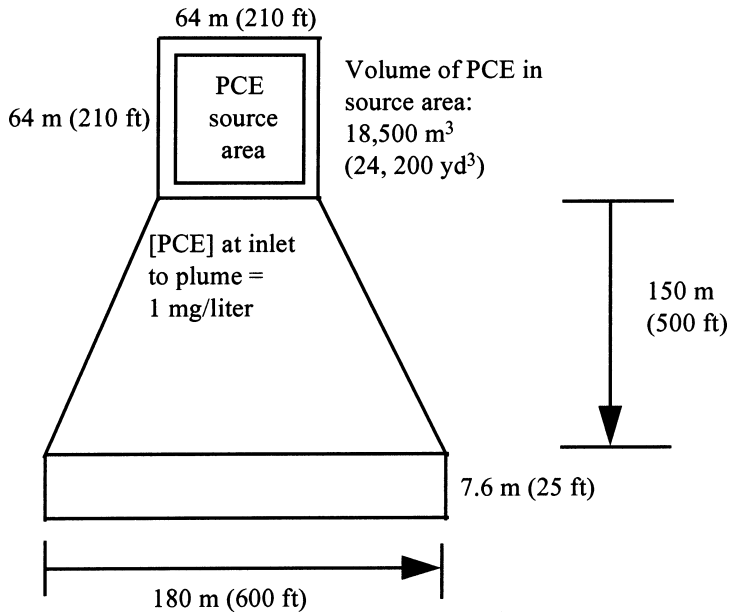 64 m (210 ft)
64 m (210 ft)
PCE
source
area
Volume of PCE in
source area:
18,500 m³
(24, 200 yd³)
[PCE] at inlet
to plume =
1 mg/liter
150 m
(500 ft)
7.6 m (25 ft)
180 m (600 ft)